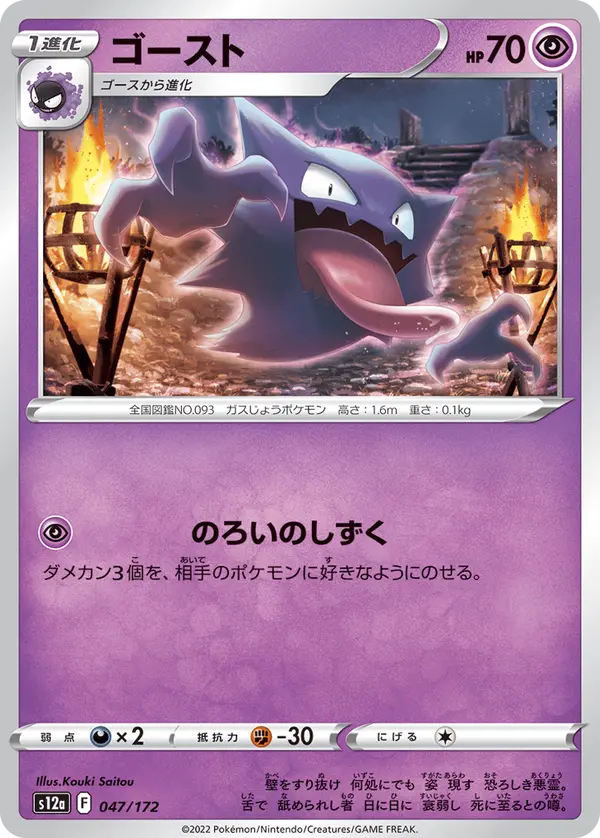 1進化
ゴースト
HP70
ゴースから進化
全国図鑑NO.093 ガスじょうポケモン 高さ:1.6m 重さ:0.1kg
のろいのしずく
ダメカン3個を、相手のポケモンに好きなようにのせる。
弱点 ×2 抵抗力 -30 にげる
Illus.Kouki Saitou
壁をすり抜け 何処にでも 姿 現す 恐ろしき悪霊。
舌で 舐められし者 日に日に 衰弱し 死に至るとの噂。
s12a F 047/172
©2022 Pokémon/Nintendo/Creatures/GAME FREAK.